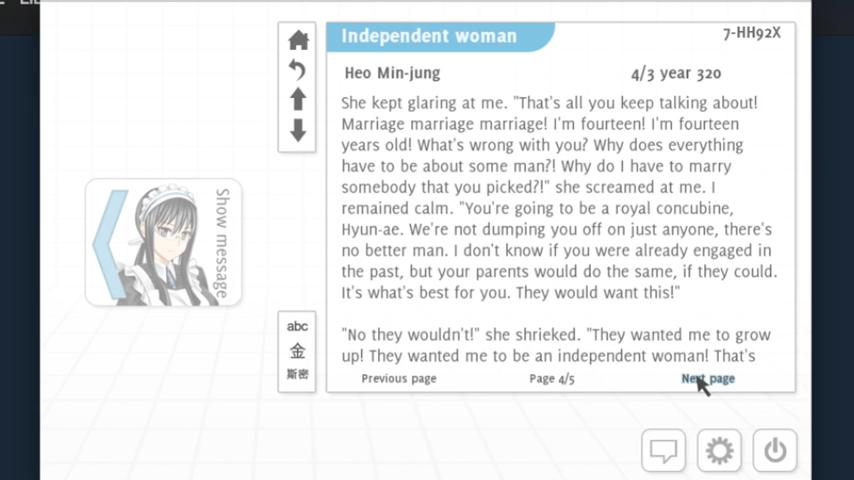 Independent woman
7-HH92X
Heo Min-jung
4/3 year 320
She kept glaring at me. "That's all you keep talking about!
Marriage marriage marriage! I'm fourteen! I'm fourteen
years old! What's wrong with you? Why does everything
have to be about some man?! Why do I have to marry
somebody that you picked?!" she screamed at me. I
remained calm. "You're going to be a royal concubine,
Hyun-ae. We're not dumping you off on just anyone, there's
no better man. I don't know if you were already engaged in
the past, but your parents would do the same, if they could.
It's what's best for you. They would want this!"
"No they wouldn't!" she shrieked. "They wanted me to grow
up! They wanted me to be an independent woman! That's
Previous page
Page 4/5
Next page
Show message
abc
金
斯密